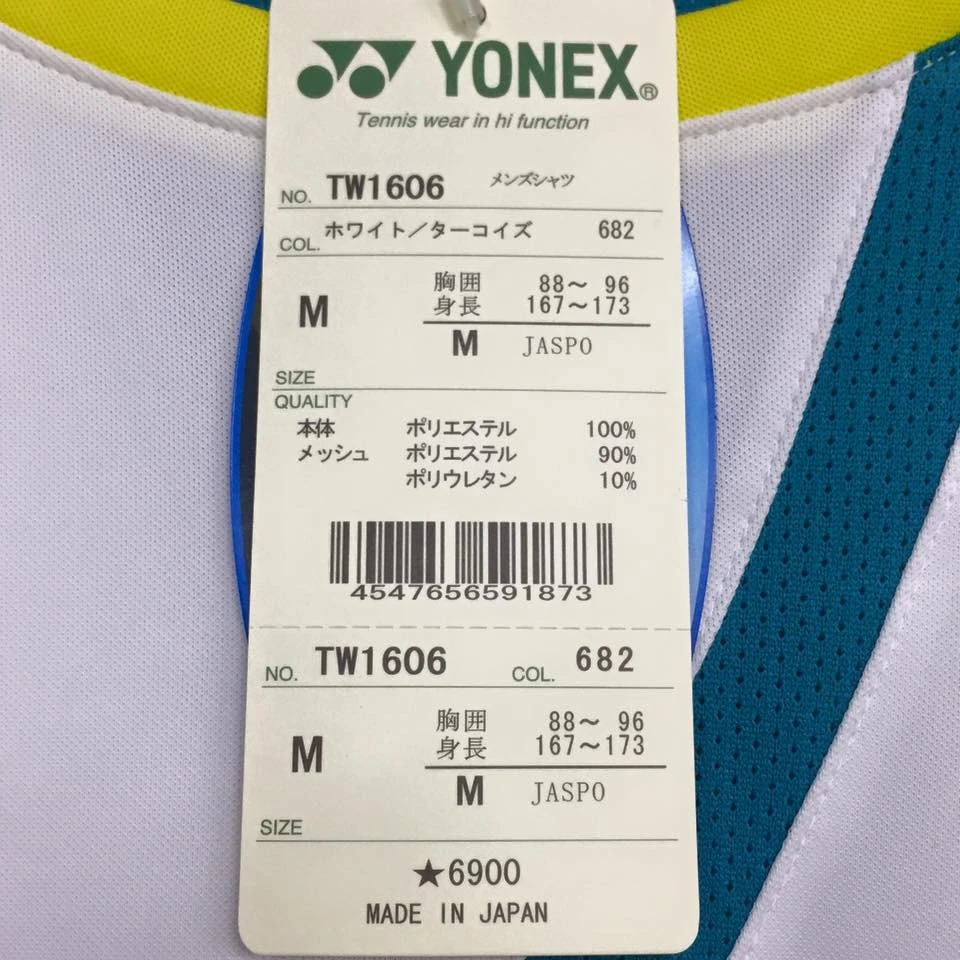 YONEX®
Tennis wear in hi function
NO. TW1606 メンズシャツ
COL. ホワイト／ターコイズ 682
M 胸囲 88～ 96
身長 167～173
M JASPO
SIZE
QUALITY
本体 ポリエステル 100%
メッシュ ポリエステル 90%
ポリウレタン 10%
4547656591873
NO. TW1606 COL. 682
M 胸囲 88～ 96
身長 167～173
M JASPO
SIZE
★6900
MADE IN JAPAN